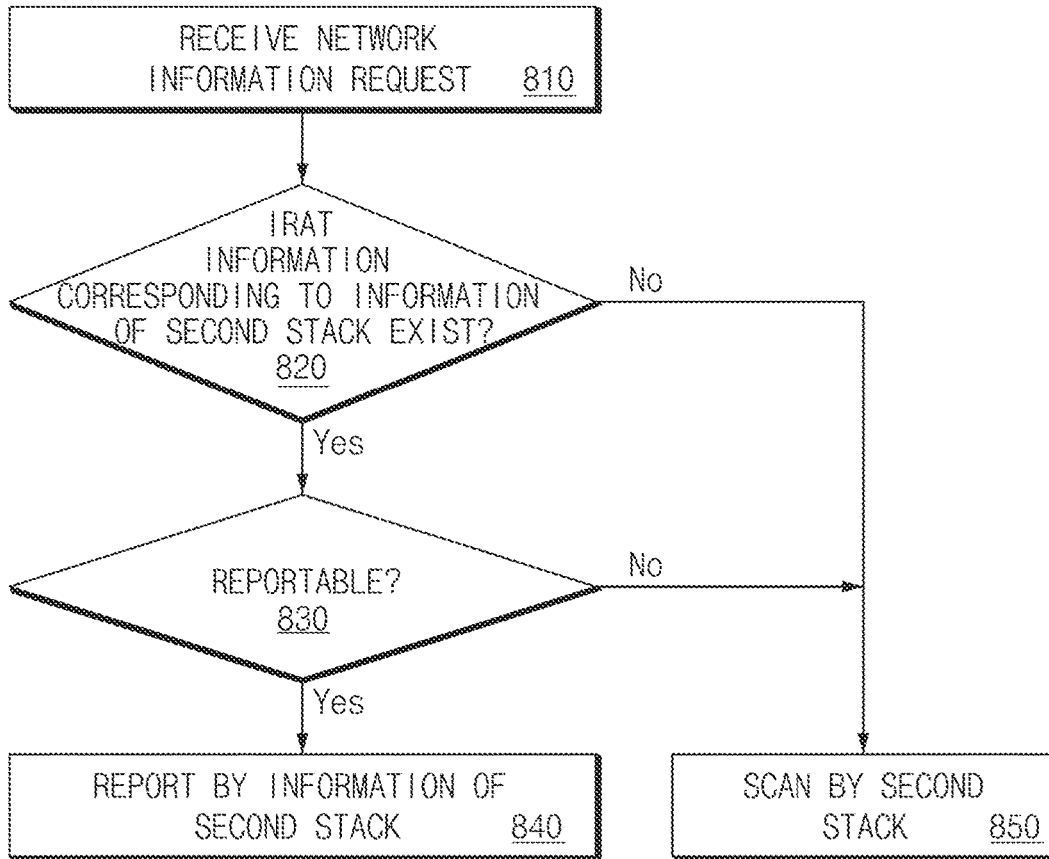 RECEIVE NETWORK
INFORMATION REQUEST 810
IRAT
INFORMATION
CORRESPONDING TO INFORMATION
OF SECOND STACK EXIST?
820
No
Yes
REPORTABLE?
830
No
Yes
REPORT BY INFORMATION OF
SECOND STACK 840
SCAN BY SECOND
STACK 850